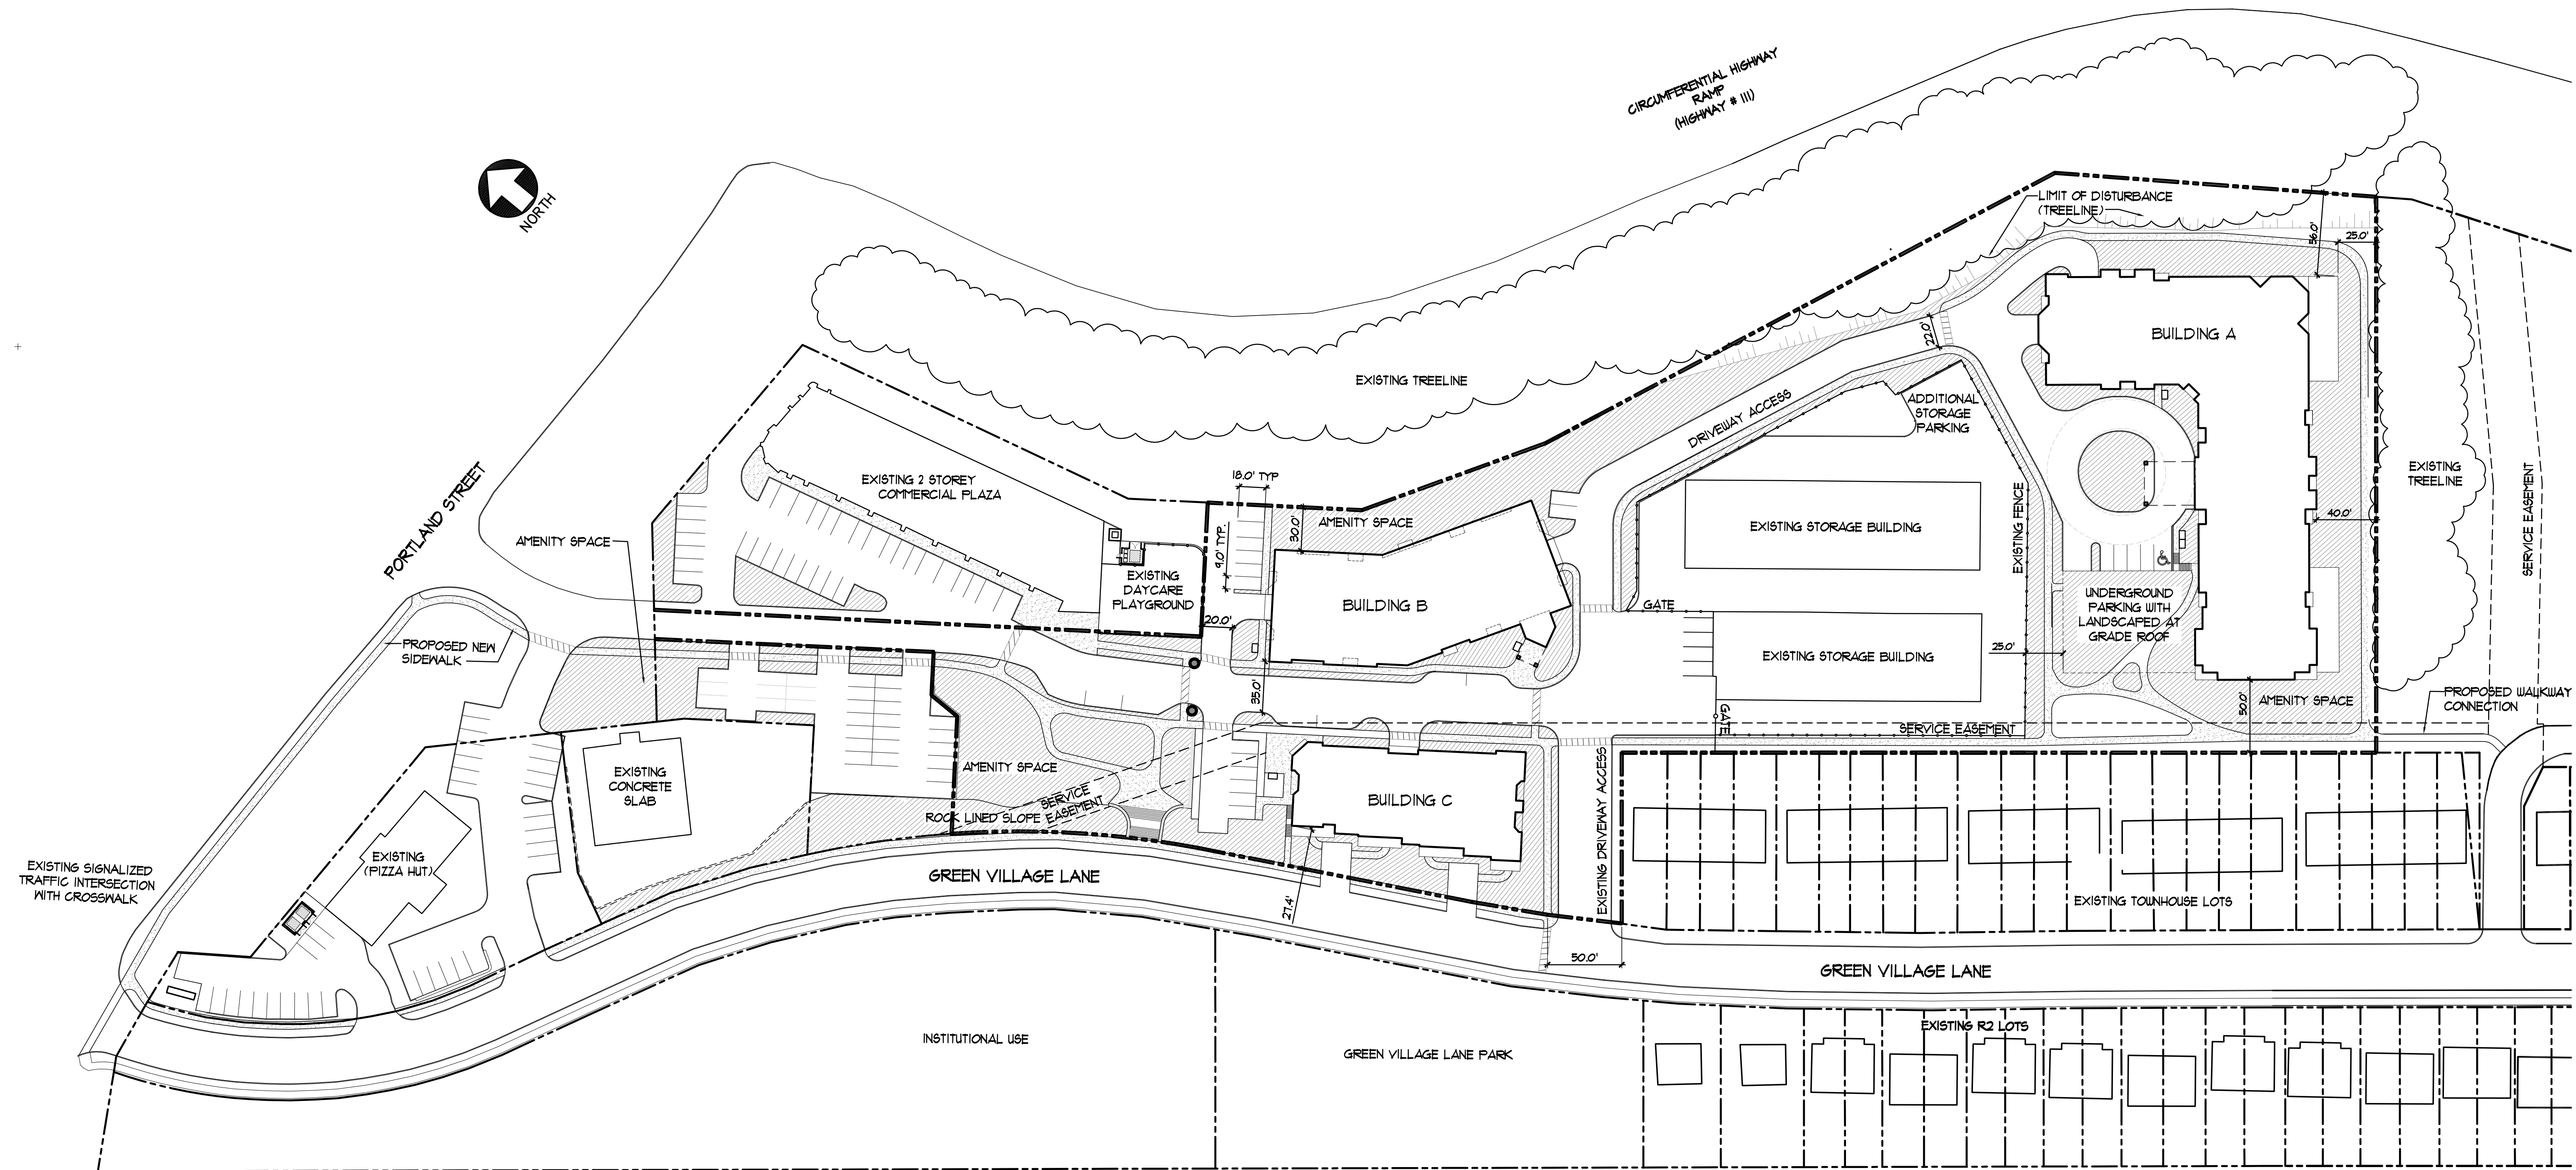 CIRCUMFERENTIAL HIGHWAY
RAMP
(HIGHWAY # 111)
NORTH
LIMIT OF DISTURBANCE
(TREELINE)
56.0'
25.0'
22.0'
BUILDING A
EXISTING TREELINE
ADDITIONAL
STORAGE
PARKING
DRIVEWAY ACCESS
PORTLAND STREET
EXISTING 2 STOREY
COMMERCIAL PLAZA
18.0' TYP
9.0' TYP.
30.0'
AMENITY SPACE
EXISTING STORAGE BUILDING
EXISTING FENCE
EXISTING
TREELINE
SERVICE EASEMENT
40.0'
AMENITY SPACE
EXISTING
DAYCARE
PLAYGROUND
BUILDING B
20.0'
GATE
UNDERGROUND
PARKING WITH
LANDSCAPED AT
GRADE ROOF
PROPOSED NEW
SIDEWALK
EXISTING STORAGE BUILDING
25.0'
35.0'
GATE
50.0'
AMENITY SPACE
PROPOSED WALKWAY
CONNECTION
SERVICE EASEMENT
EXISTING
CONCRETE
SLAB
AMENITY SPACE
SERVICE
EASEMENT
ROCK LINED SLOPE
BUILDING C
EXISTING DRIVEWAY ACCESS
EXISTING
(PIZZA HUT)
EXISTING SIGNALIZED
TRAFFIC INTERSECTION
WITH CROSSWALK
GREEN VILLAGE LANE
27.4'
EXISTING TOWNHOUSE LOTS
50.0'
GREEN VILLAGE LANE
INSTITUTIONAL USE
GREEN VILLAGE LANE PARK
EXISTING R2 LOTS